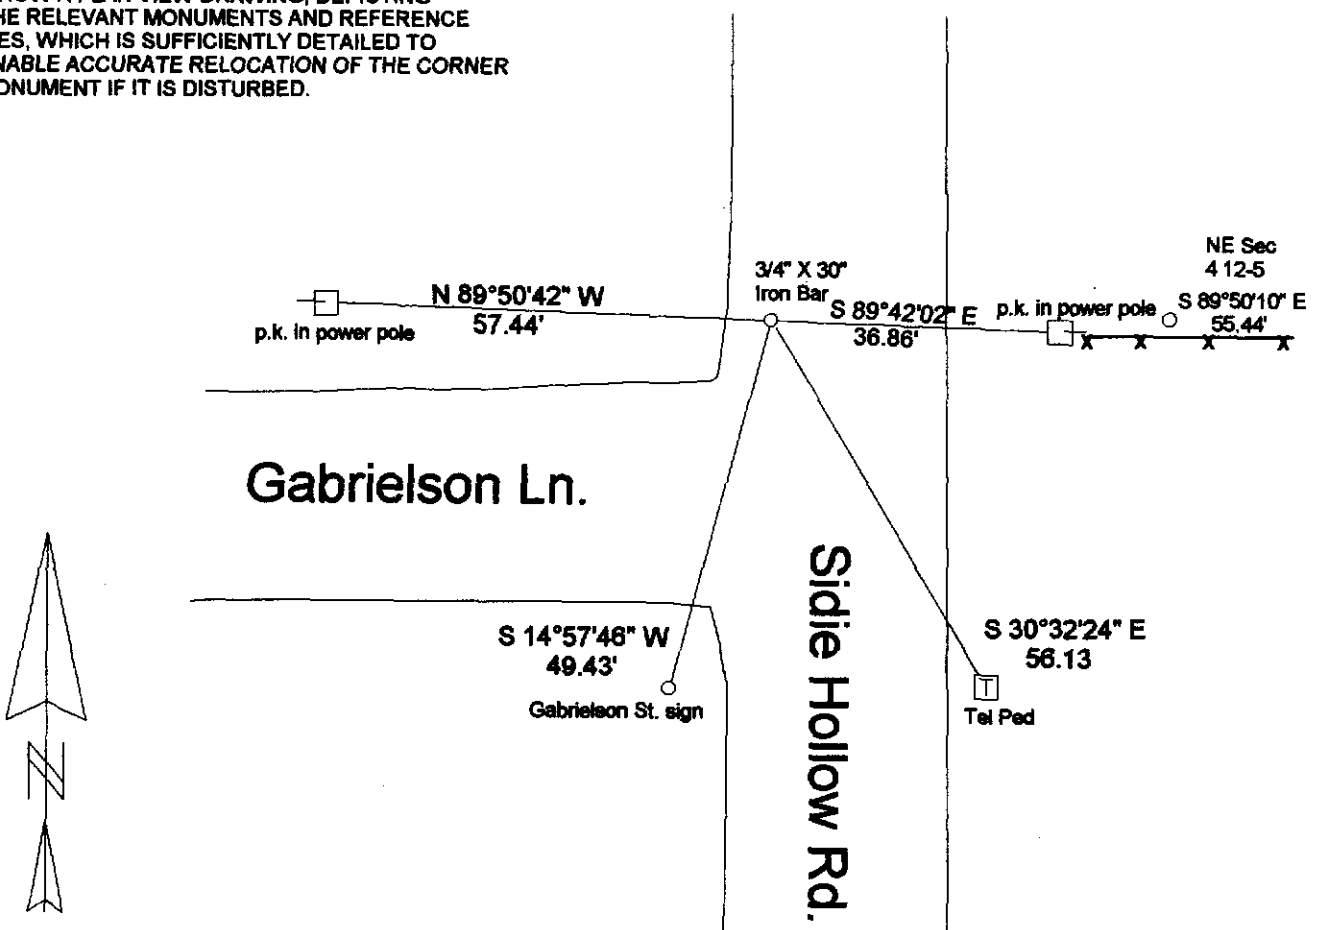 THE RELEVANT MONUMENTS AND REFERENCE
TIES, WHICH IS SUFFICIENTLY DETAILED TO
ENABLE ACCURATE RELOCATION OF THE CORNER
MONUMENT IF IT IS DISTURBED.
NE Sec
4 12-5
3/4" X 30"
Iron Bar
N 89°50'42" W
57.44'
S 89°42'02" E
36.86'
p.k. in power pole
S 89°50'10" E
55.44'
p.k. in power pole
X X X X
Gabrielson Ln.
Sidie Hollow Rd.
S 14°57'46" W
49.43'
Gabrielson St. sign
S 30°32'24" E
56.13
T
Tel Ped
N